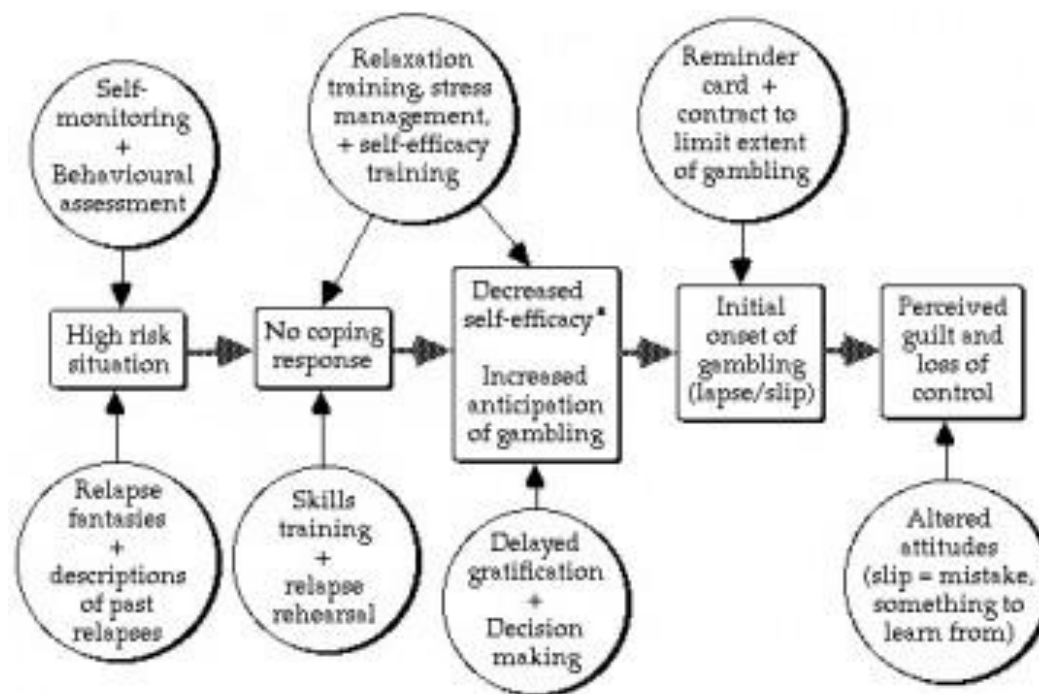 Self-
monitoring
+
Behavioural
assessment
Relaxation
training, stress
management,
+ self-efficacy
training
Reminder
card +
contract to
limit extent
of gambling
High risk
situation
No coping
response
Decreased
self-efficacy*
Increased
anticipation
of gambling
Initial
onset of
gambling
(lapse/slip)
Perceived
guilt and
loss of
control
Relapse
fantasies
+
descriptions
of past
relapses
Skills
training
+
relapse
rehearsal
Delayed
gratification
+
Decision
making
Altered
attitudes
(slip = mistake,
something to
learn from)